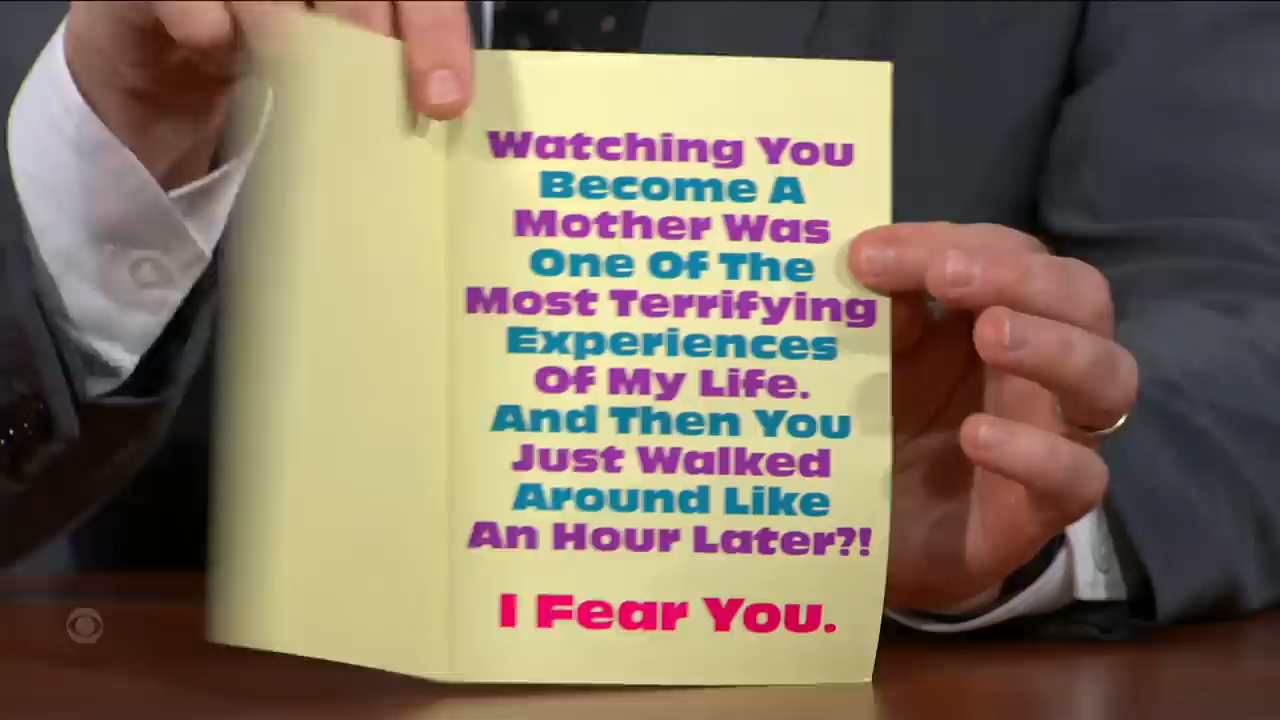 Watching You
Become A
Mother Was
One Of The
Most Terrifying
Experiences
Of My Life.
And Then You
Just Walked
Around Like
An Hour Later?!
I Fear You.